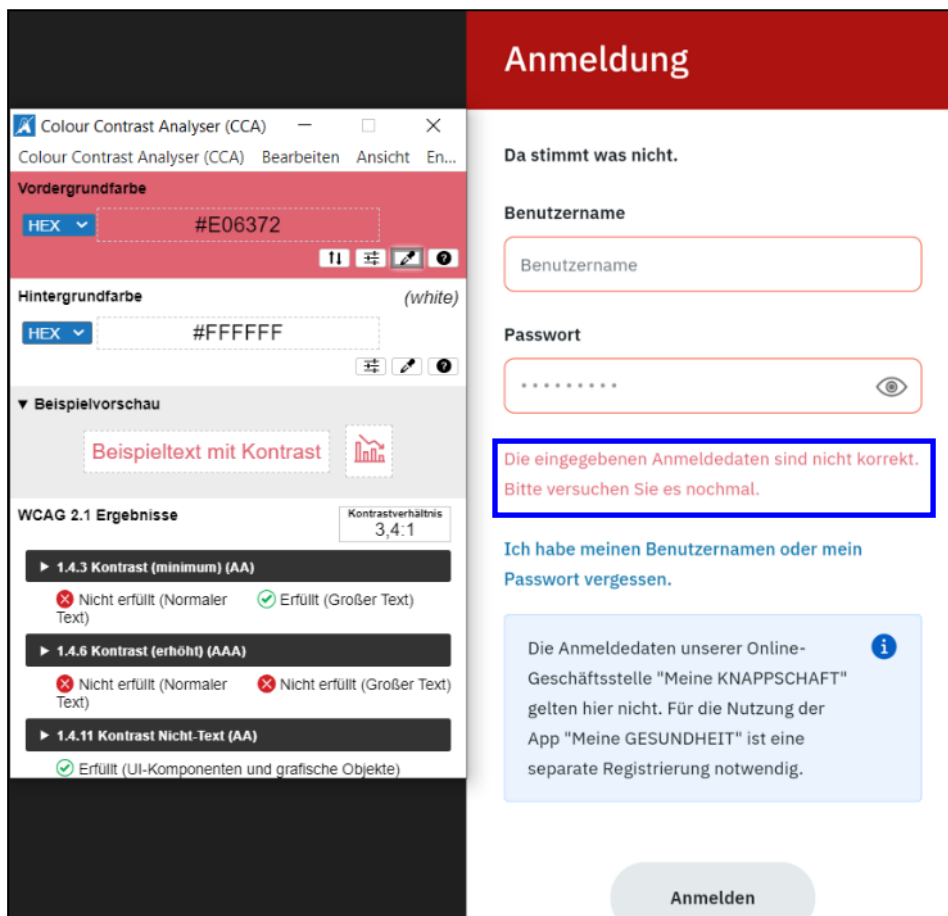 Colour Contrast Analyser (CCA)
Colour Contrast Analyser (CCA) Bearbeiten Ansicht En...
Vordergrundfarbe
HEX #E06372
Hintergrundfarbe (white)
HEX #FFFFFF
▼ Beispielvorschau
Beispieltext mit Kontrast
WCAG 2.1 Ergebnisse
Kontrastverhältnis
3,4:1
▶ 1.4.3 Kontrast (minimum) (AA)
Nicht erfüllt (Normaler Text)
Erfüllt (Großer Text)
▶ 1.4.6 Kontrast (erhöht) (AAA)
Nicht erfüllt (Normaler Text)
Nicht erfüllt (Großer Text)
▶ 1.4.11 Kontrast Nicht-Text (AA)
Erfüllt (UI-Komponenten und grafische Objekte)
Anmeldung
Da stimmt was nicht.
Benutzername
Benutzername
Passwort
Die eingegebenen Anmeldedaten sind nicht korrekt.
Bitte versuchen Sie es nochmal.
Ich habe meinen Benutzernamen oder mein
Passwort vergessen.
Die Anmeldedaten unserer Online-
Geschäftsstelle "Meine KNAPPSCHAFT"
gelten hier nicht. Für die Nutzung der
App "Meine GESUNDHEIT" ist eine
separate Registrierung notwendig.
Anmelden